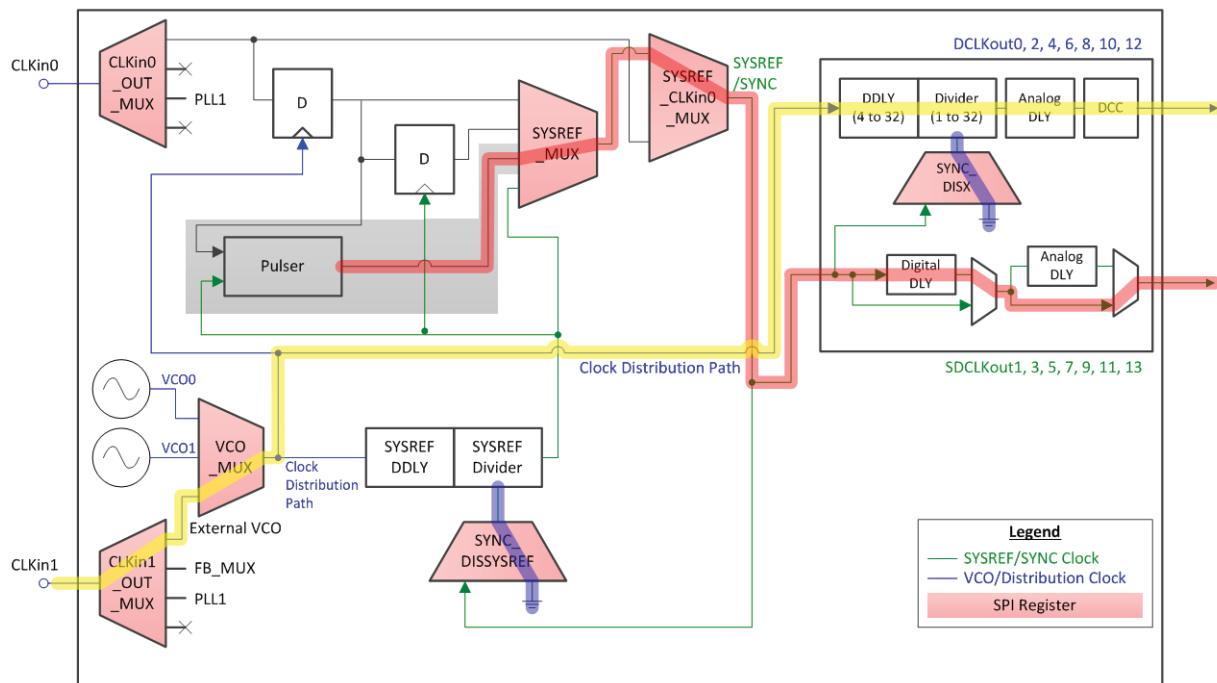 CLKin0
CLKin0
_OUT
_MUX
PLL1
D
D
SYSREF
_MUX
SYSREF
_CLKin0
_MUX
SYSREF
/SYNC
DCLKout0, 2, 4, 6, 8, 10, 12
DDLY
(4 to 32)
Divider
(1 to 32)
Analog
DLY
DCC
SYNC_
DISX
Pulser
Digital
DLY
Analog
DLY
SDCLKout1, 3, 5, 7, 9, 11, 13
Clock Distribution Path
VCO0
VCO1
VCO
_MUX
Clock
Distribution
Path
SYSREF
DDLY
SYSREF
Divider
External VCO
SYNC_
DISSYSREF
CLKin1
CLKin1
_OUT
_MUX
FB_MUX
PLL1
Legend
SYSREF/SYNC Clock
VCO/Distribution Clock
SPI Register